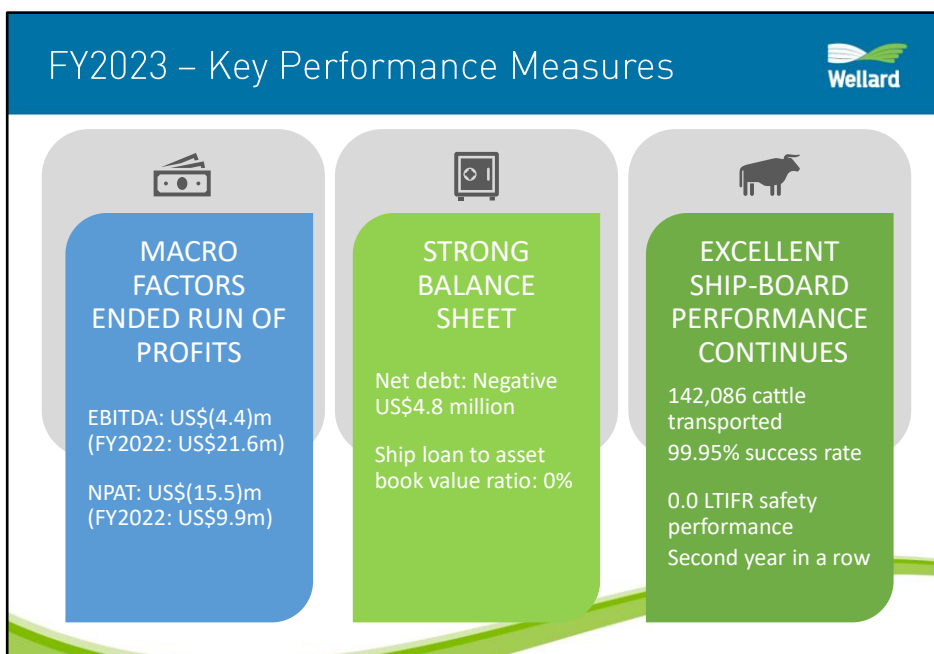 FY2023 – Key Performance Measures
Wellard
MACRO
FACTORS
ENDED RUN OF
PROFITS
EBITDA: US$(4.4)m
(FY2022: US$21.6m)
NPAT: US$(15.5)m
(FY2022: US$9.9m)
STRONG
BALANCE
SHEET
Net debt: Negative
US$4.8 million
Ship loan to asset
book value ratio: 0%
EXCELLENT
SHIP-BOARD
PERFORMANCE
CONTINUES
142,086 cattle
transported
99.95% success rate
0.0 LTIFR safety
performance
Second year in a row